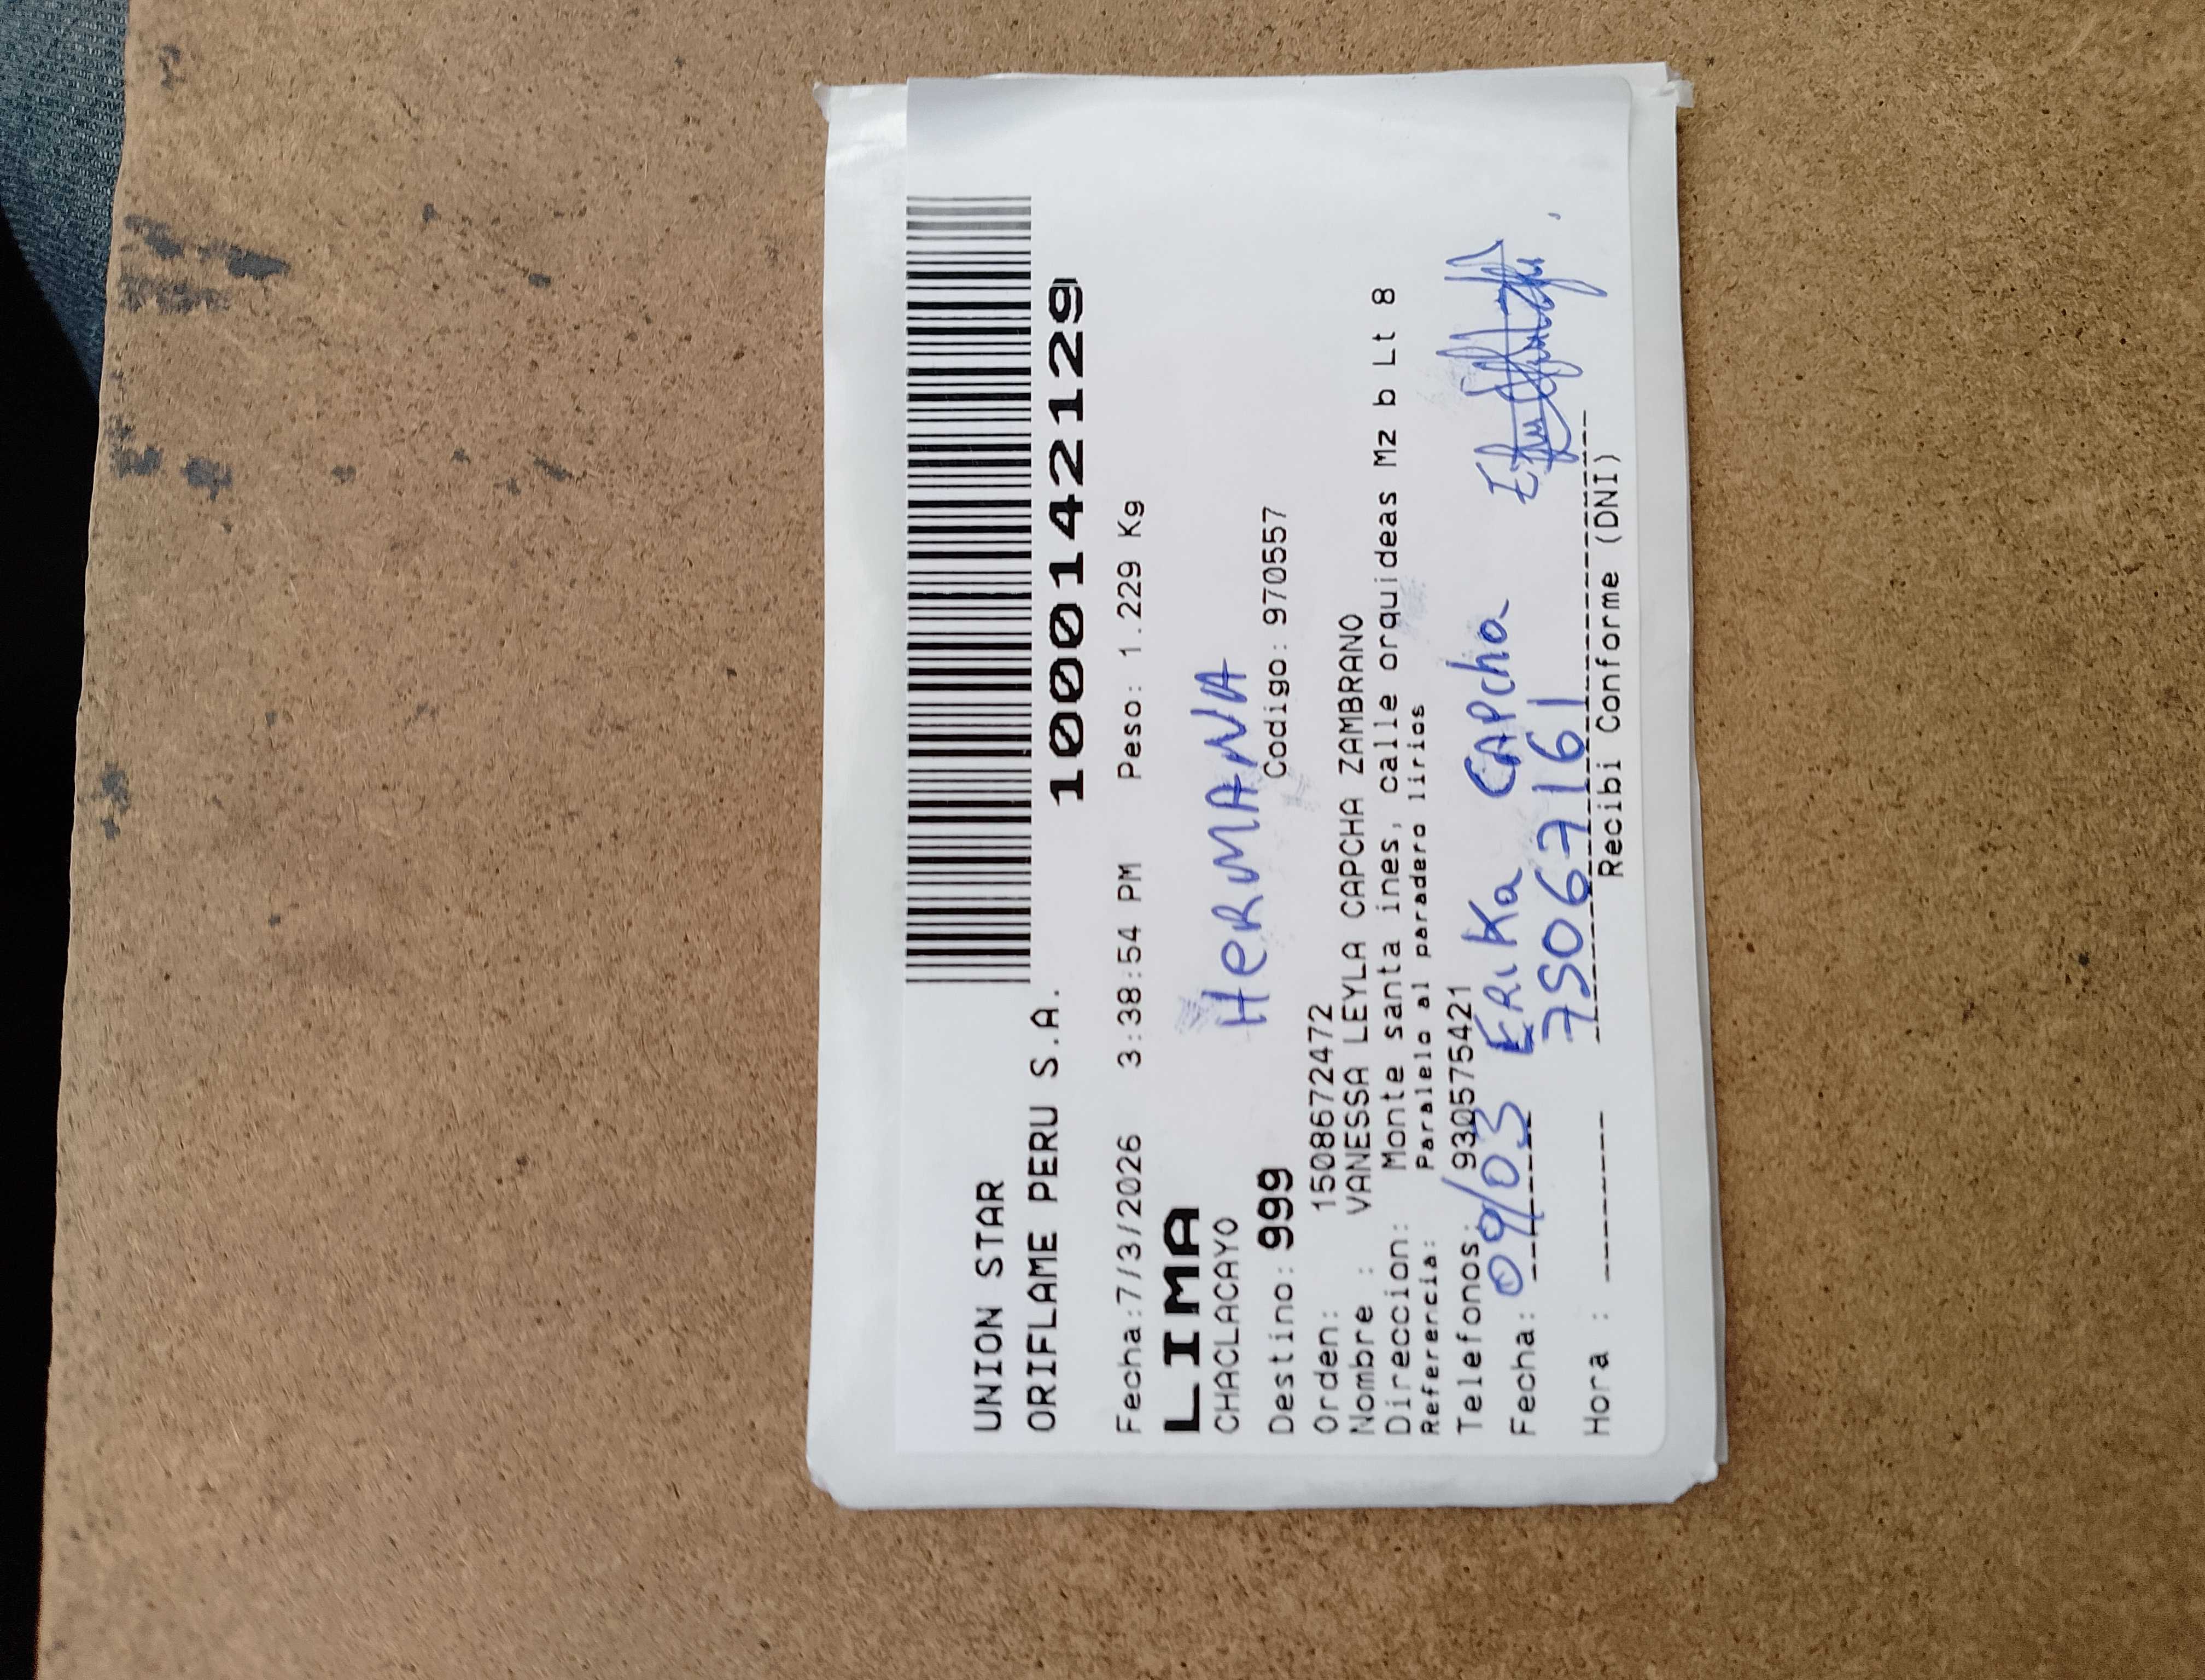 UNION STAR
ORIFLAME PERU S.A.
1000142129
Fecha:7/3/2026 3:38:54 PM Peso: 1.229 Kg
LIMA
CHACLACAYO
HERMANA
Destino: 999 Codigo: 970557
Orden: 1508672472
Nombre : VANESSA LEYLA CAPCHA ZAMBRANO
Direccion: Monte santa ines, calle orquideas Mz b Lt 8
Referencia: Paralelo al paradero lirios
Telefonos: 930575421
Fecha: 09/03 ERiKa CAPcha
75067161
Hora :
Recibi Conforme (DNI)